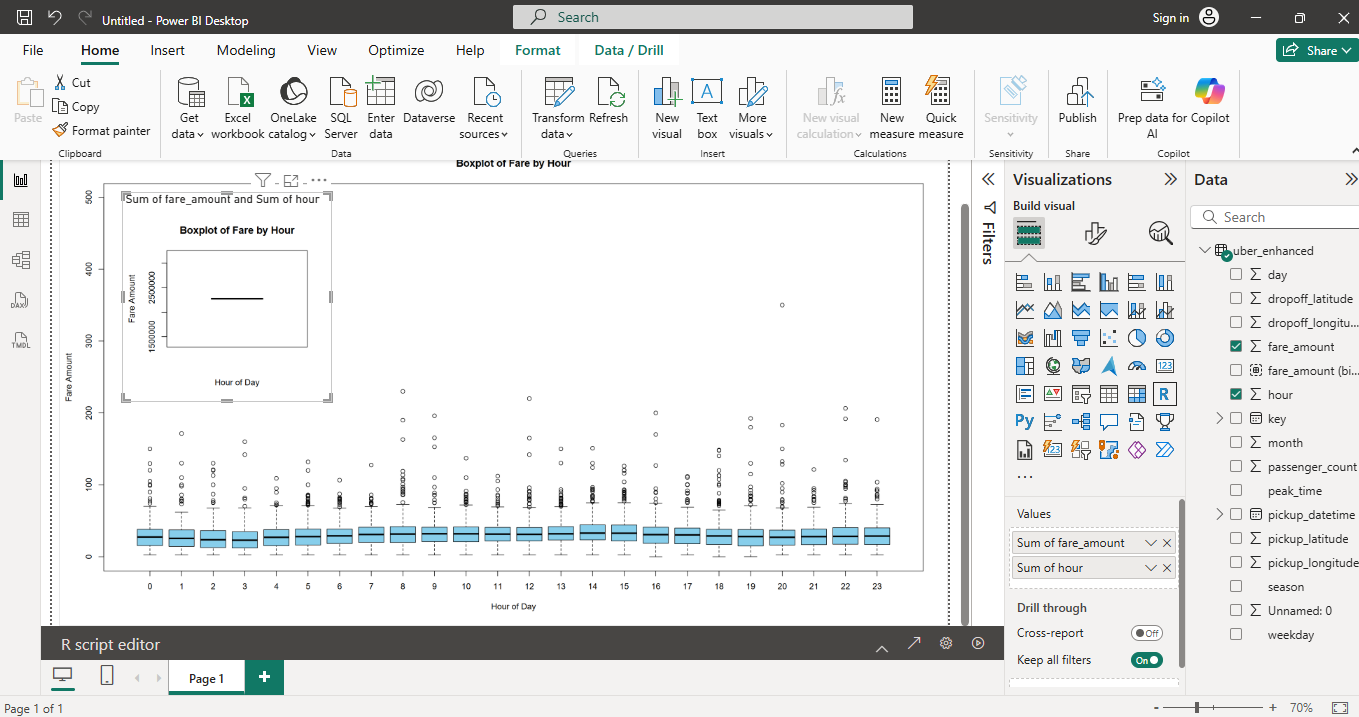 Untitled - Power BI Desktop
Search
Sign in
File
Home
Insert
Modeling
View
Optimize
Help
Format
Data / Drill
Share
Paste
Cut
Copy
Format painter
Clipboard
Get
data
Excel
workbook
OneLake
catalog
SQL
Server
Enter
data
Dataverse
Recent
sources
Data
Transform
data
Refresh
Queries
New
visual
Text
box
More
visuals
Insert
New visual
calculation
New
measure
Quick
measure
Calculations
Sensitivity
Sensitivity
Publish
Share
Prep data for
AI
Copilot
Copilot
DAX
TMDL
Boxplot of Fare by Hour
Sum of fare_amount and Sum of hour
Boxplot of Fare by Hour
Fare Amount
2500000
1500000
Hour of Day
Fare Amount
500
400
300
200
100
0
0 1 2 3 4 5 6 7 8 9 10 11 12 13 14 15 16 17 18 19 20 21 22 23
Hour of Day
R script editor
Page 1
Page 1 of 1
Filters
Visualizations
Build visual
123
R
Py
123
...
Values
Sum of fare_amount
Sum of hour
Drill through
Cross-report
Off
Keep all filters
On
Data
Search
uber_enhanced
day
dropoff_latitude
dropoff_longitu...
fare_amount
fare_amount (bi...
hour
key
month
passenger_count
peak_time
pickup_datetime
pickup_latitude
pickup_longitude
season
Unnamed: 0
weekday
- + 70%